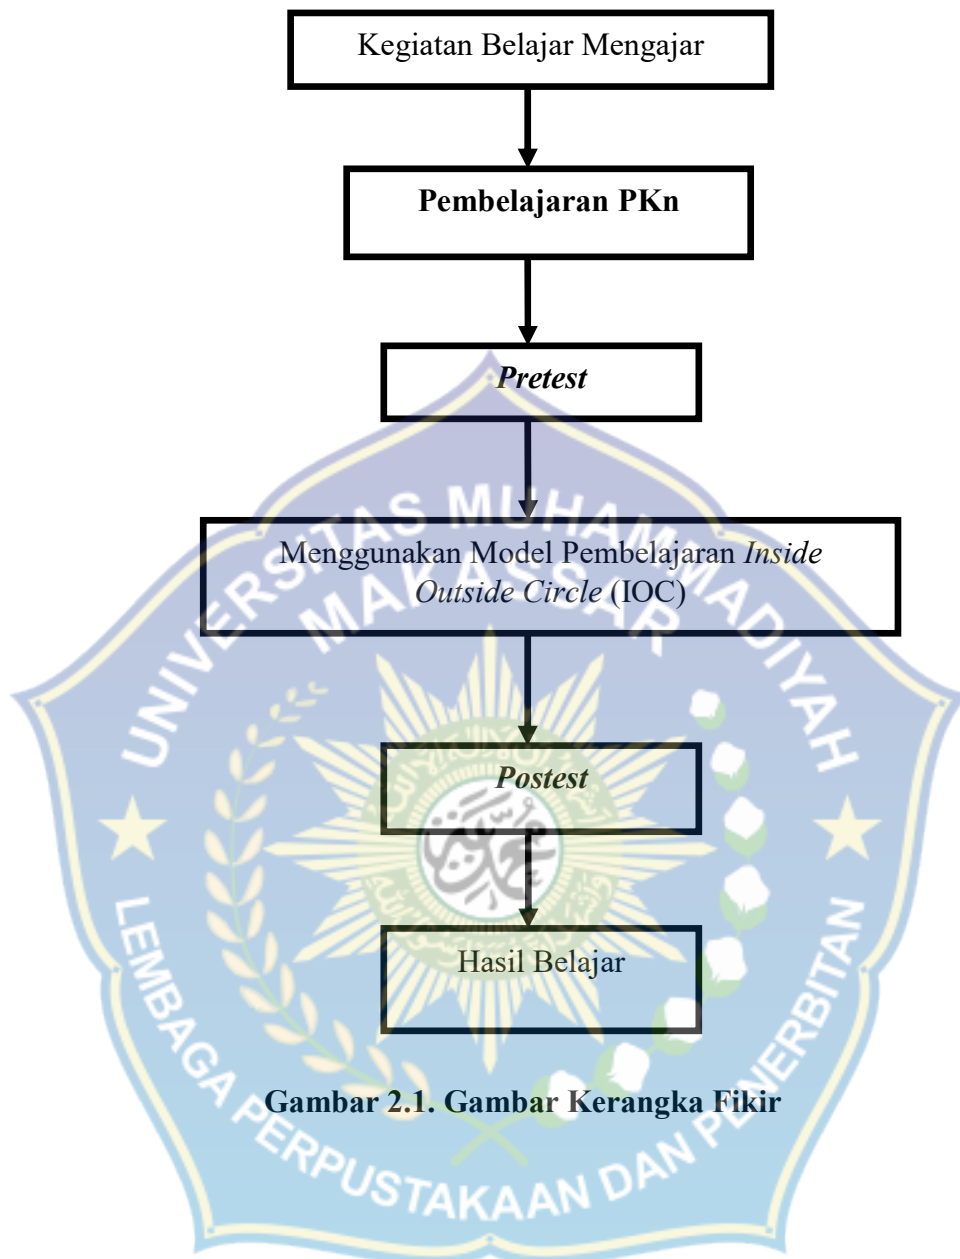 Kegiatan Belajar Mengajar
Pembelajaran PKn
Pretest
Menggunakan Model Pembelajaran Inside
Outside Circle (IOC)
Postest
Hasil Belajar
Gambar 2.1. Gambar Kerangka Fikir
UNIVERSITAS MUHAMMADIYAH
MAKASSAR
LEMBAGA PERPUSTAKAAN DAN PENERBITAN